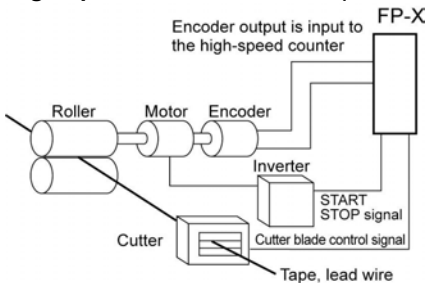 FP-X
Encoder output is input to
the high-speed counter
Roller
Motor
Encoder
Inverter
START
STOP signal
Cutter
Cutter blade control signal
Tape, lead wire